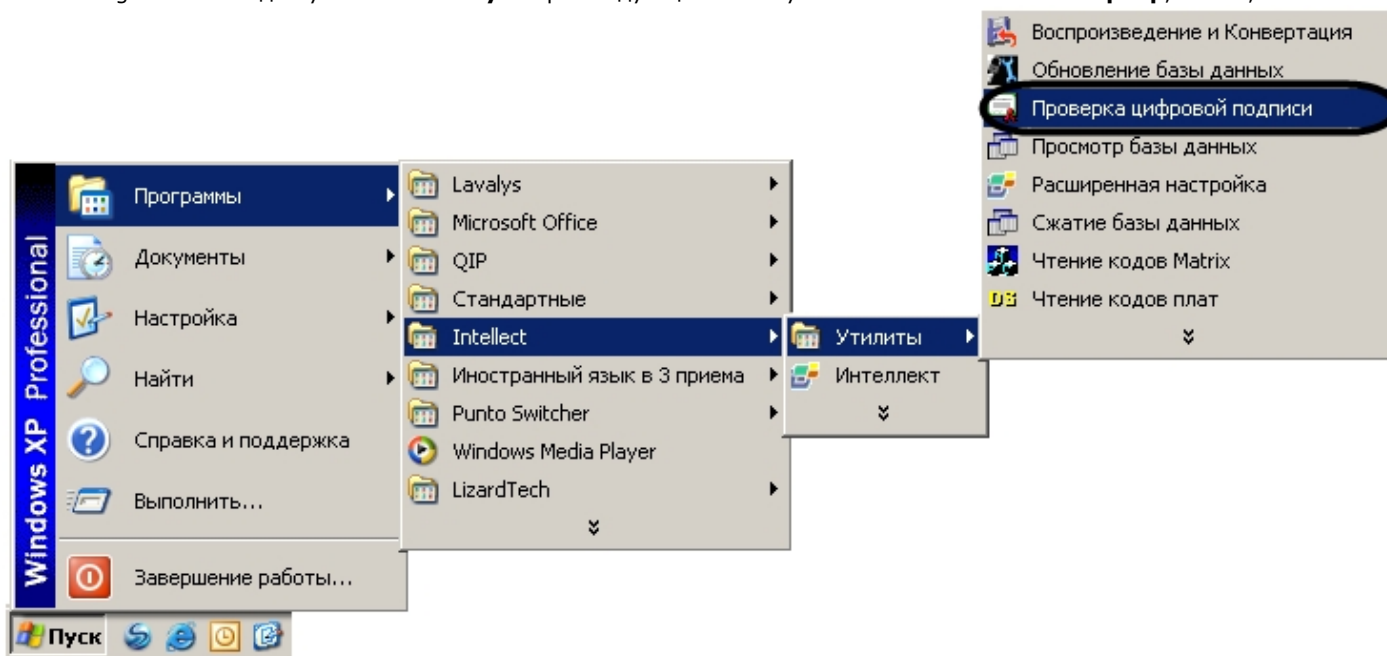 Воспроизведение и Конвертация
Обновление базы данных
Проверка цифровой подписи
Просмотр базы данных
Расширенная настройка
Сжатие базы данных
Чтение кодов Matrix
DS Чтение кодов плат
Windows XP Professional
Программы
Документы
Настройка
Найти
Справка и поддержка
Выполнить...
Завершение работы...
Lavalys
Microsoft Office
QIP
Стандартные
Intellect
Иностранный язык в 3 приема
Punto Switcher
Windows Media Player
LizardTech
Утилиты
Интеллект
Пуск